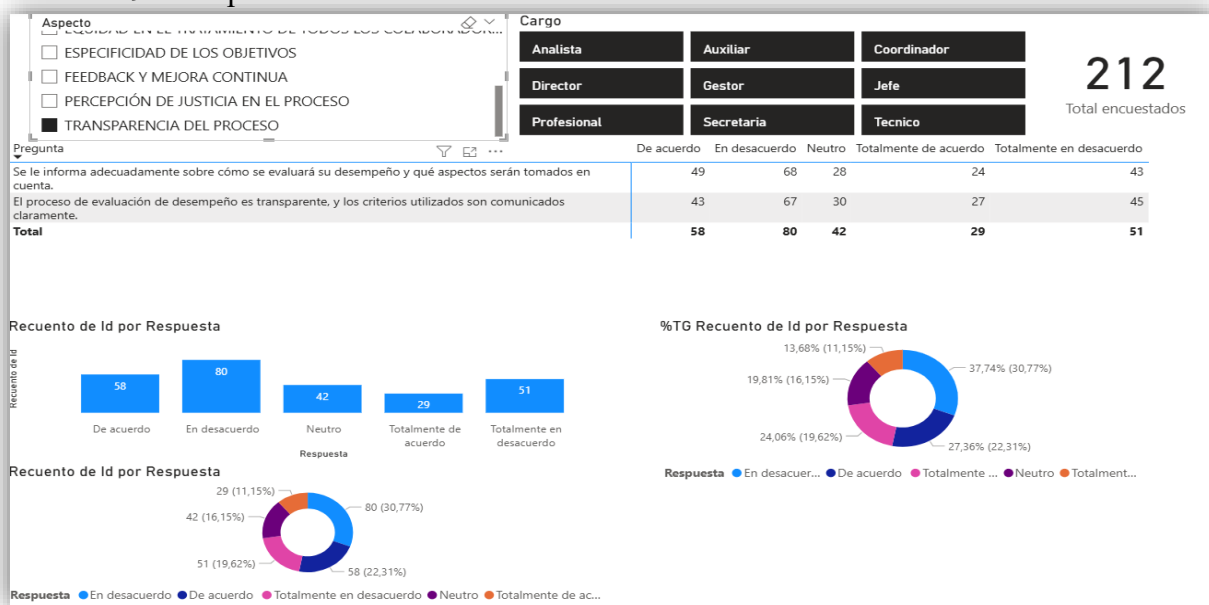 Aspecto
EQUIDAD EN EL TRATAMIENTO DE TODOS LOS COLABORADOR...
ESPECIFICIDAD DE LOS OBJETIVOS
FEEDBACK Y MEJORA CONTINUA
PERCEPCIÓN DE JUSTICIA EN EL PROCESO
TRANSPARENCIA DEL PROCESO
Cargo
Analista Auxiliar Coordinador
Director Gestor Jefe
Profesional Secretaria Tecnico
212
Total encuestados
Pregunta De acuerdo En desacuerdo Neutro Totalmente de acuerdo Totalmente en desacuerdo
Se le informa adecuadamente sobre cómo se evaluará su desempeño y qué aspectos serán tomados en 49 68 28 24 43
cuenta.
El proceso de evaluación de desempeño es transparente, y los criterios utilizados son comunicados 43 67 30 27 45
claramente.
Total 58 80 42 29 51
Recuento de Id por Respuesta
Recuento de Id
58 80 42 29 51
De acuerdo En desacuerdo Neutro Totalmente de Totalmente en
acuerdo desacuerdo
Respuesta
%TG Recuento de Id por Respuesta
13,68% (11,15%)
37,74% (30,77%)
19,81% (16,15%)
24,06% (19,62%)
27,36% (22,31%)
Respuesta En desacuer... De acuerdo Totalmente ... Neutro Totalment...
Recuento de Id por Respuesta
29 (11,15%)
80 (30,77%)
42 (16,15%)
51 (19,62%)
58 (22,31%)
Respuesta En desacuerdo De acuerdo Totalmente en desacuerdo Neutro Totalmente de ac...